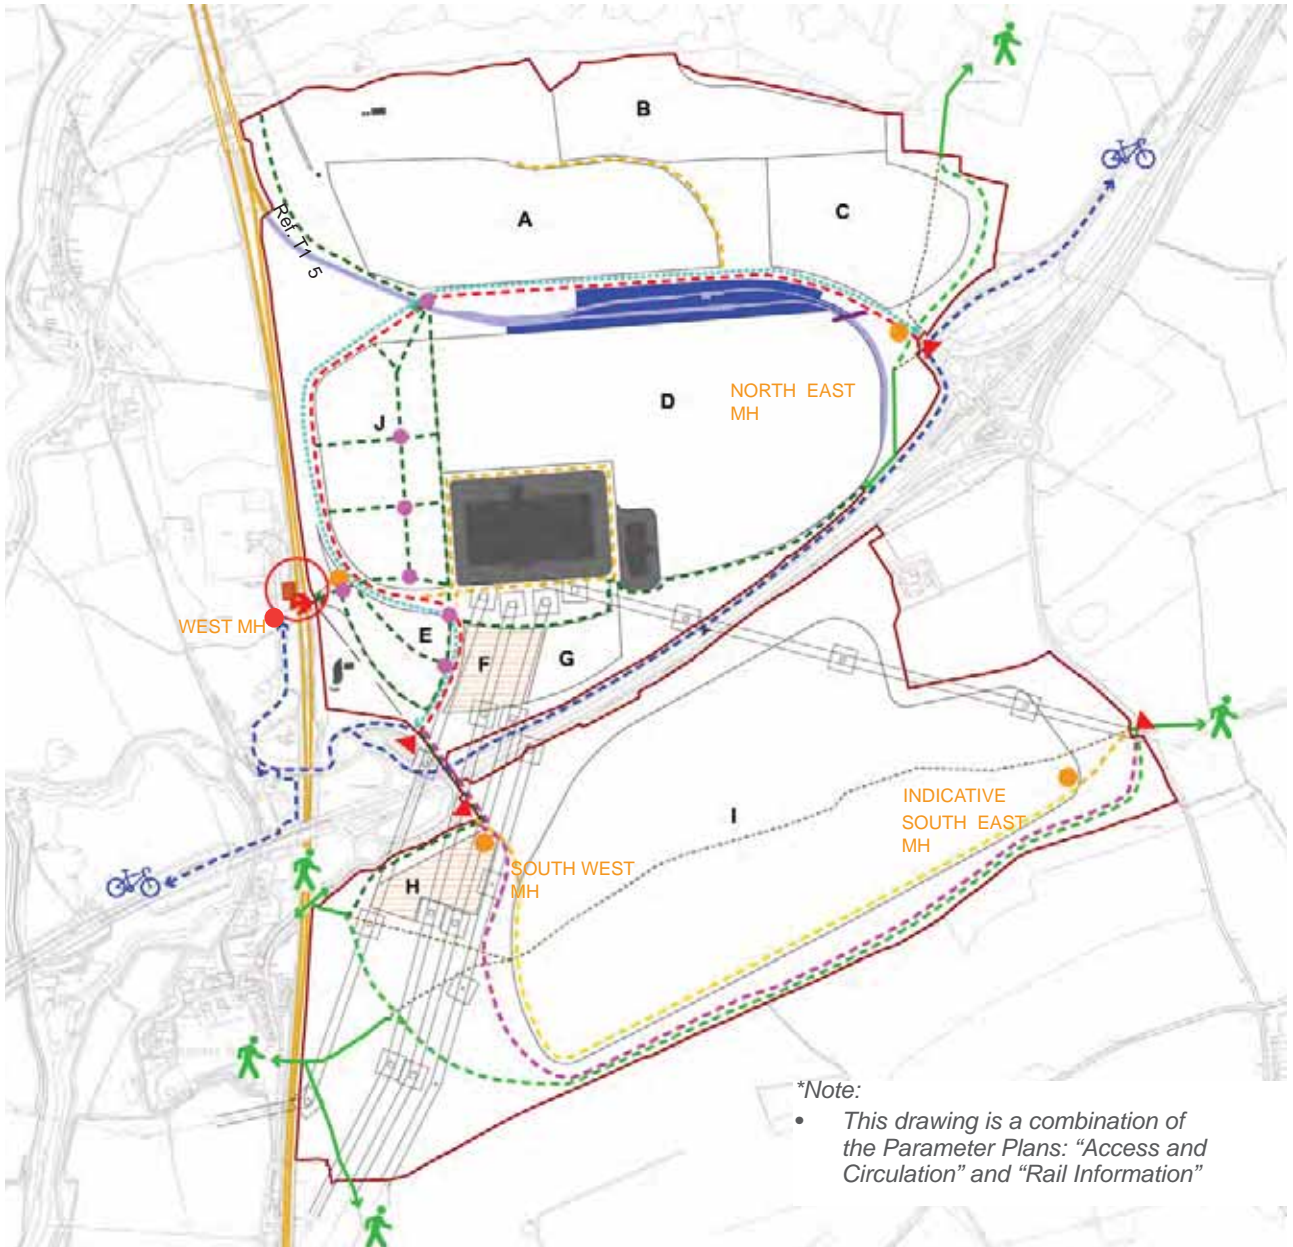 B
A
C
Ref. T1 5
D
NORTH EAST
MH
J
WEST MH
E
F
G
I
INDICATIVE
SOUTH EAST
MH
SOUTH WEST
MH
H
*Note:
• This drawing is a combination of
the Parameter Plans: “Access and
Circulation” and “Rail Information”